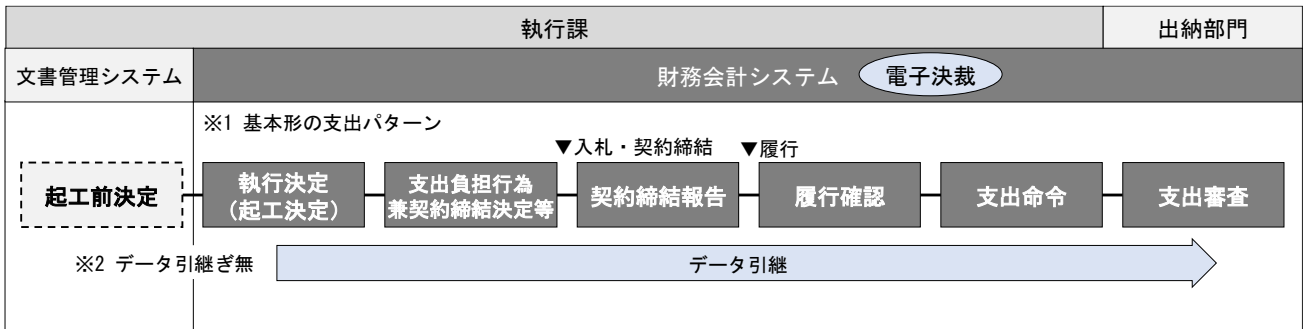 執行課
出納部門
文書管理システム
財務会計システム
電子決裁
※1 基本形の支出パターン
▼入札・契約締結
▼履行
起工前決定
執行決定
（起工決定）
支出負担行為
兼契約締結決定等
契約締結報告
履行確認
支出命令
支出審査
※2 データ引継ぎ無
データ引継